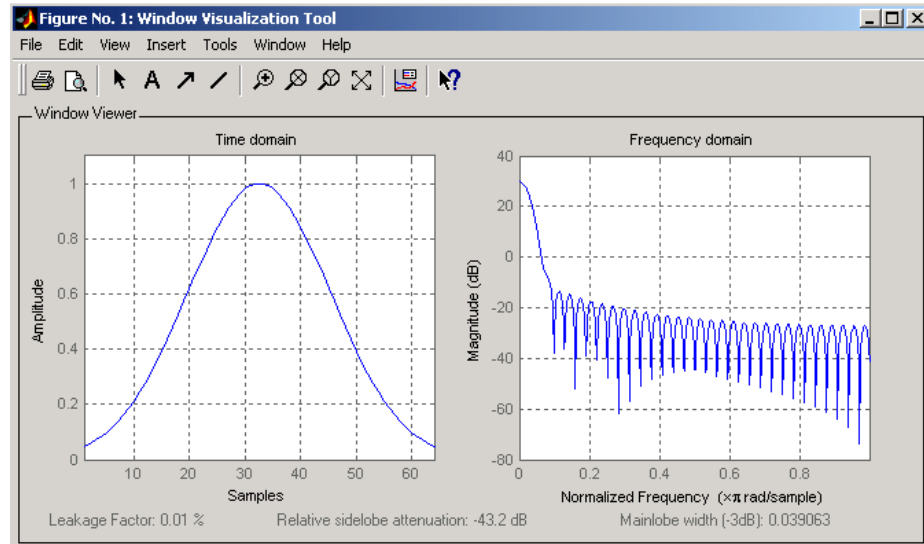 Figure No. 1: Window Visualization Tool
File Edit View Insert Tools Window Help
A
Window Viewer
Time domain
1
0.8
0.6
0.4
0.2
0
Amplitude
10 20 30 40 50 60
Samples
Frequency domain
40
20
0
-20
-40
-60
-80
Magnitude (dB)
0 0.2 0.4 0.6 0.8
Normalized Frequency (×π rad/sample)
Leakage Factor: 0.01 % Relative sidelobe attenuation: -43.2 dB Mainlobe width (-3dB): 0.039063